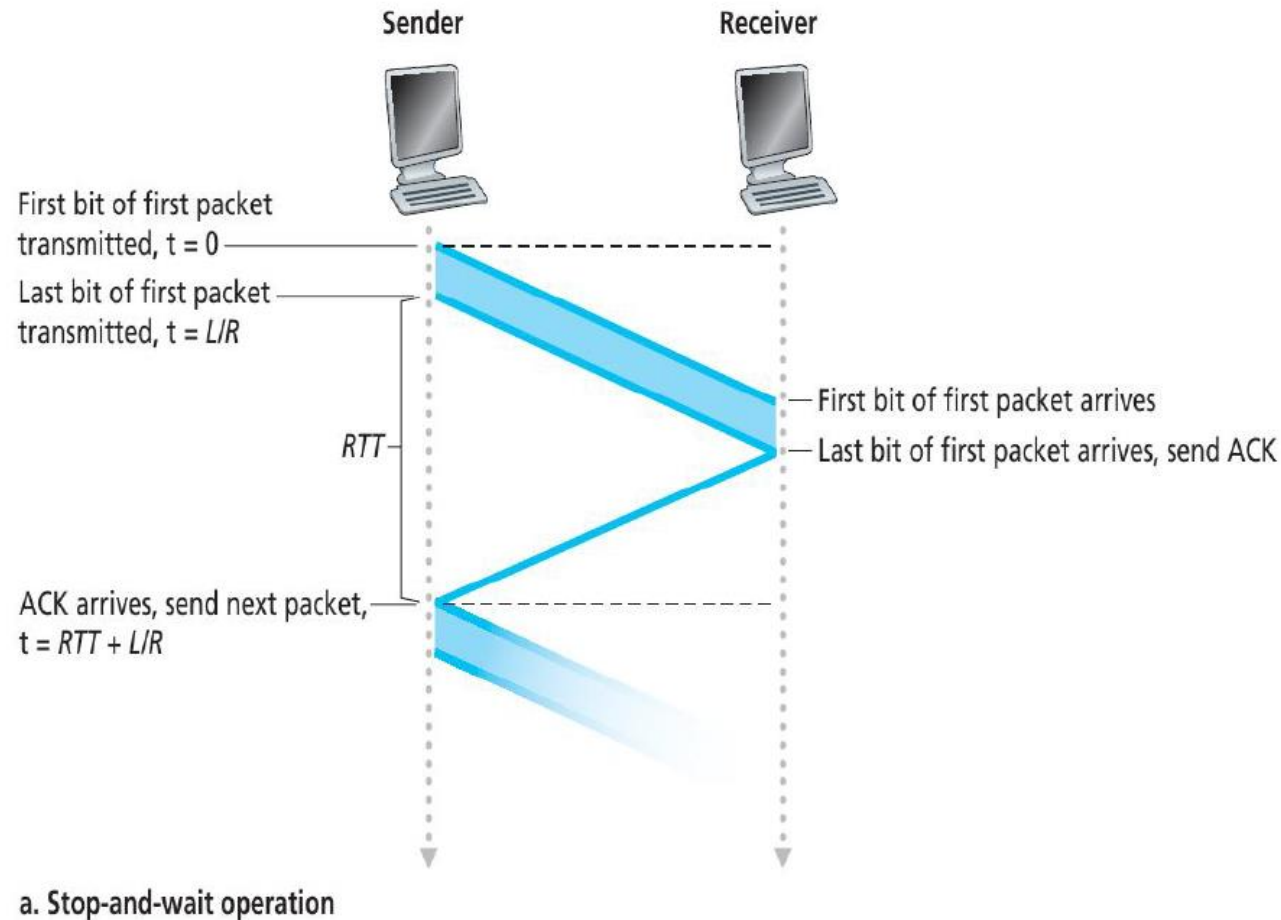 Sender
Receiver
First bit of first packet
transmitted, t = 0
Last bit of first packet
transmitted, t = L/R
First bit of first packet arrives
RTT
Last bit of first packet arrives, send ACK
ACK arrives, send next packet,
t = RTT + L/R
a. Stop-and-wait operation